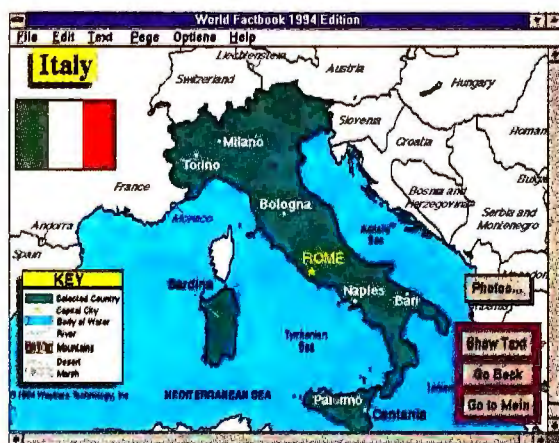 World Factbook 1994 Edition
File Edit Text Page Options Help
Italy
Liechtenstein
Austria
Switzerland
Hungary
Slovenia
Croatia
Milano
Torino
France
Bosnia and
Herzegovina
Bologna
Monaco
Serbia and
Montenegro
Andorra
Adriatic
Sea
Spain
ROME
KEY
Selected Country
Capital City
Body of Water
River
Mountains
Desert
Marsh
Sardina
Naples
Bari
Photos...
Tyrrhenian
Sea
Show Text
Go Back
MEDITERRANEAN SEA
Palermo
Centania
Go to Main